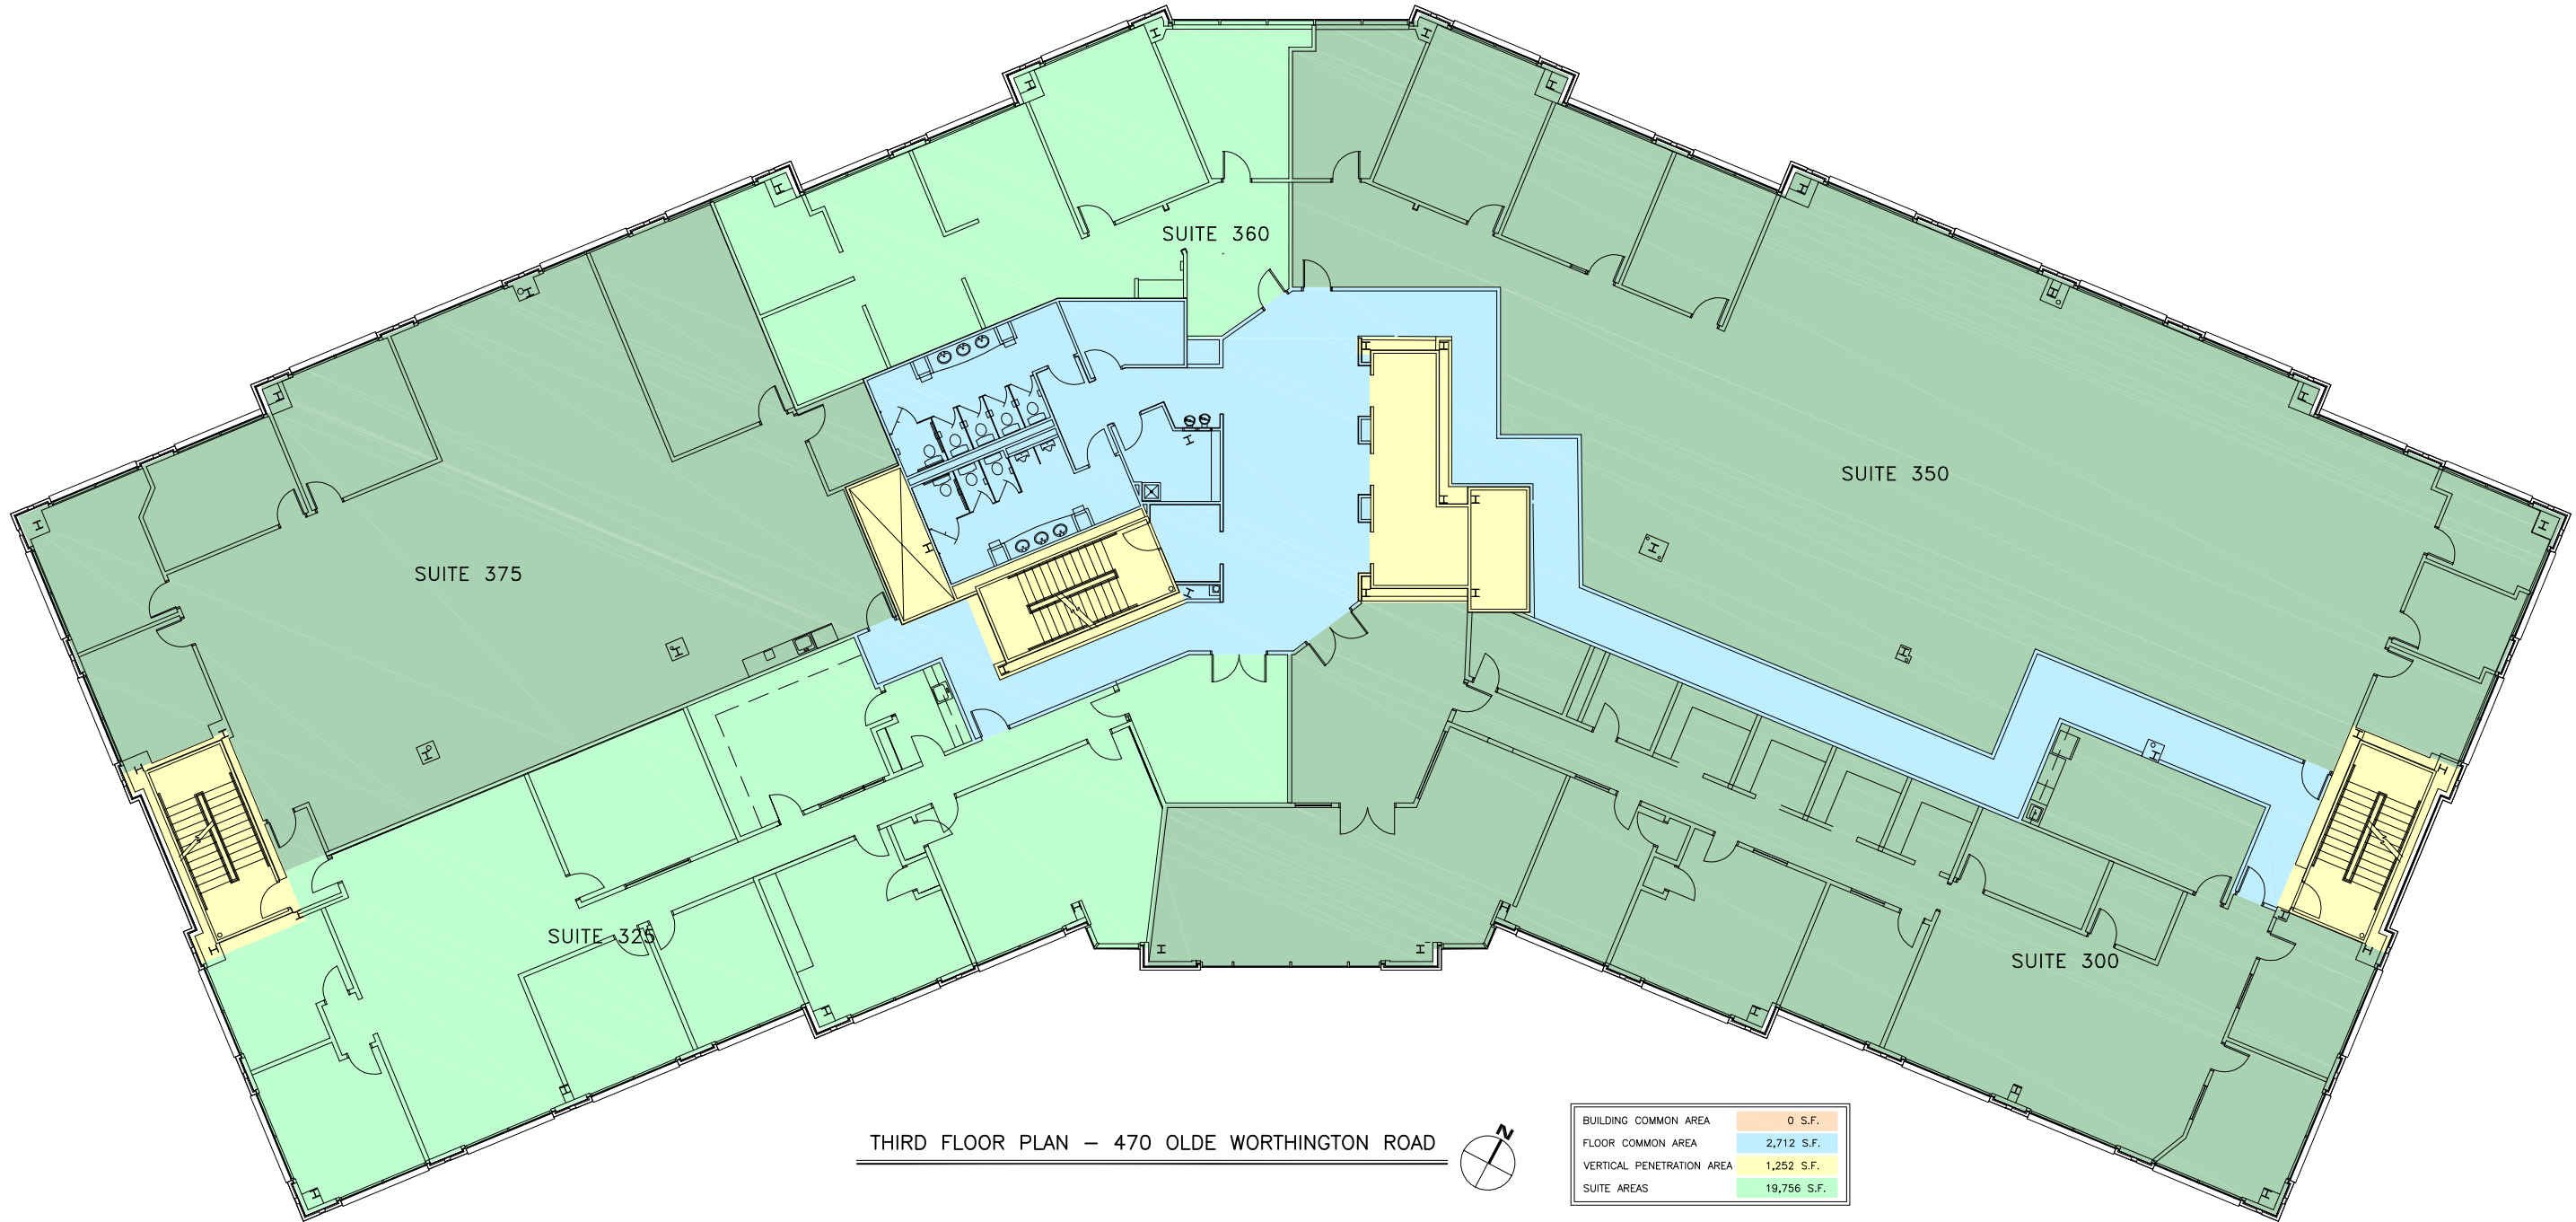 SUITE 360
SUITE 350
SUITE 375
SUITE 325
SUITE 300
THIRD FLOOR PLAN – 470 OLDE WORTHINGTON ROAD
N
BUILDING COMMON AREA 0 S.F.
FLOOR COMMON AREA 2,712 S.F.
VERTICAL PENETRATION AREA 1,252 S.F.
SUITE AREAS 19,756 S.F.